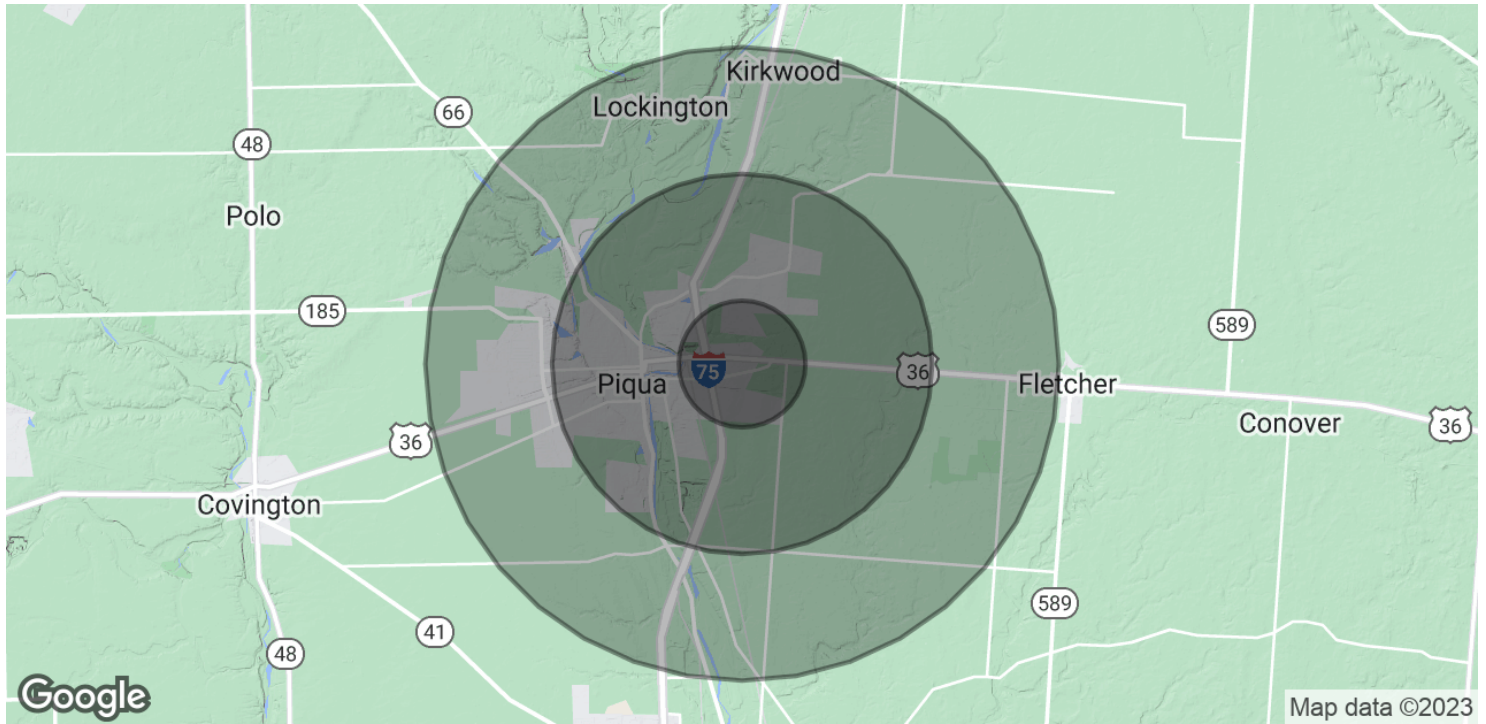 Kirkwood
Lockington
66
48
Polo
185
589
75
36
Piqua
Fletcher
Conover
36
36
Covington
589
41
48
Google
Map data ©2023